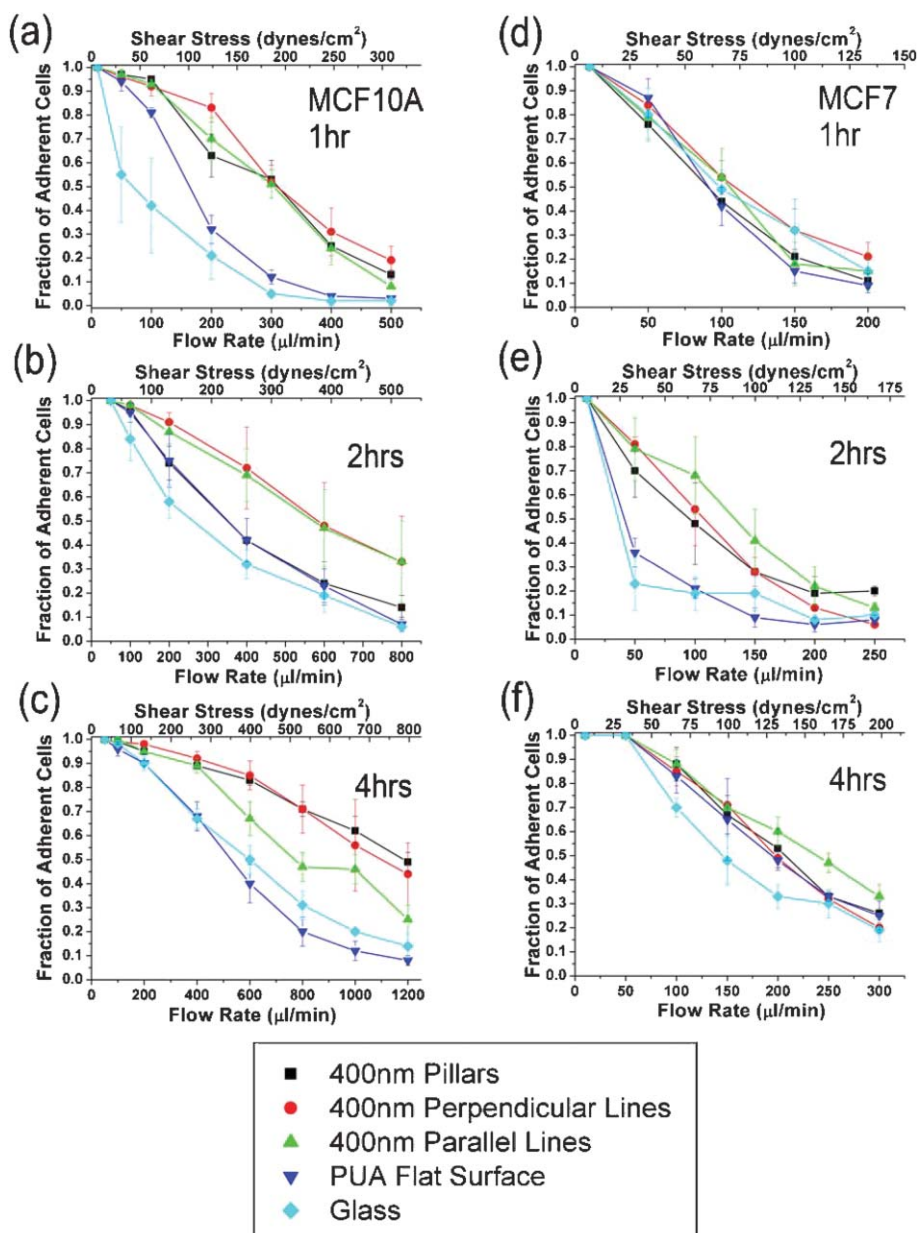 (a)
Shear Stress (dynes/cm²)
0 50 100 150 200 250 300
MCF10A
1hr
Fraction of Adherent Cells
1.0
0.9
0.8
0.7
0.6
0.5
0.4
0.3
0.2
0.1
0.0
0 100 200 300 400 500
Flow Rate (μl/min)
(b)
Shear Stress (dynes/cm²)
0 100 200 300 400 500
2hrs
Fraction of Adherent Cells
1.0
0.9
0.8
0.7
0.6
0.5
0.4
0.3
0.2
0.1
0.0
100 200 300 400 500 600 700 800
Flow Rate (μl/min)
(c)
Shear Stress (dynes/cm²)
0 100 200 300 400 500 600 700 800
4hrs
Fraction of Adherent Cells
1.0
0.9
0.8
0.7
0.6
0.5
0.4
0.3
0.2
0.1
0.0
200 400 600 800 1000 1200
Flow Rate (μl/min)
(d)
Shear Stress (dynes/cm²)
0 25 50 75 100 125 150
MCF7
1hr
Fraction of Adherent Cells
1.0
0.9
0.8
0.7
0.6
0.5
0.4
0.3
0.2
0.1
0.0
0 50 100 150 200
Flow Rate (μl/min)
(e)
Shear Stress (dynes/cm²)
0 25 50 75 100 125 150 175
2hrs
Fraction of Adherent Cells
1.0
0.9
0.8
0.7
0.6
0.5
0.4
0.3
0.2
0.1
0.0
0 50 100 150 200 250
Flow Rate (μl/min)
(f)
Shear Stress (dynes/cm²)
0 25 50 75 100 125 150 175 200
4hrs
Fraction of Adherent Cells
1.0
0.9
0.8
0.7
0.6
0.5
0.4
0.3
0.2
0.1
0.0
0 50 100 150 200 250 300
Flow Rate (μl/min)
400nm Pillars
400nm Perpendicular Lines
400nm Parallel Lines
PUA Flat Surface
Glass